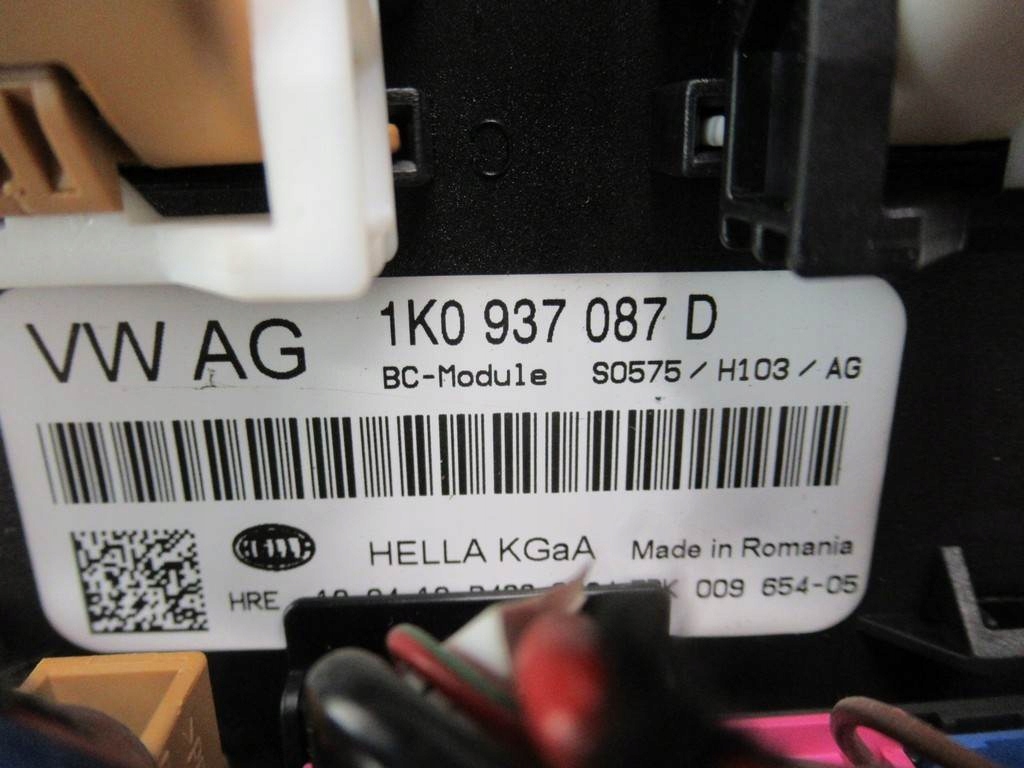 C
VW AG
1K0 937 087 D
BC-Module S0575 / H103 / AG
HELLA
HELLA KGaA Made in Romania
HRE 009 654-05